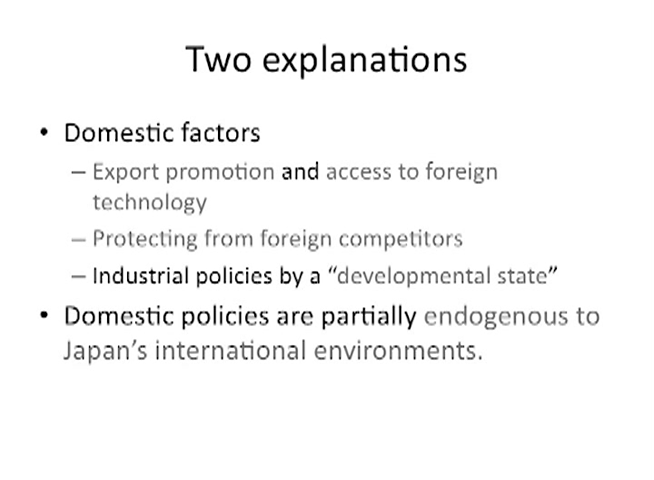 Two explanations
• Domestic factors
– Export promotion and access to foreign
technology
– Protecting from foreign competitors
– Industrial policies by a “developmental state”
• Domestic policies are partially endogenous to
Japan’s international environments.